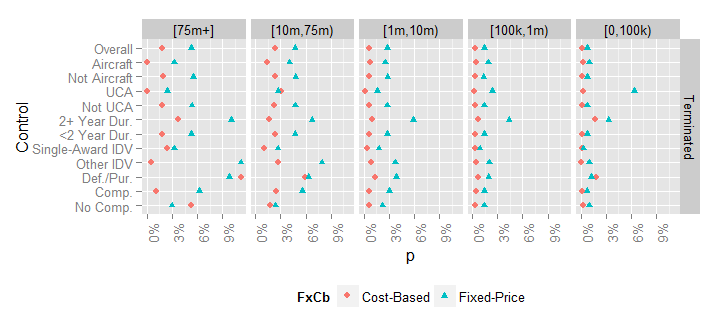 [75m+] [10m,75m) [1m,10m) [100k,1m) [0,100k)
Control
Overall
Aircraft
Not Aircraft
UCA
Not UCA
2+ Year Dur.
<2 Year Dur.
Single-Award IDV
Other IDV
Def./Pur.
Comp.
No Comp.
Terminated
0% 3% 6% 9% 0% 3% 6% 9% 0% 3% 6% 9% 0% 3% 6% 9% 0% 3% 6% 9%
p
FxCb Cost-Based Fixed-Price